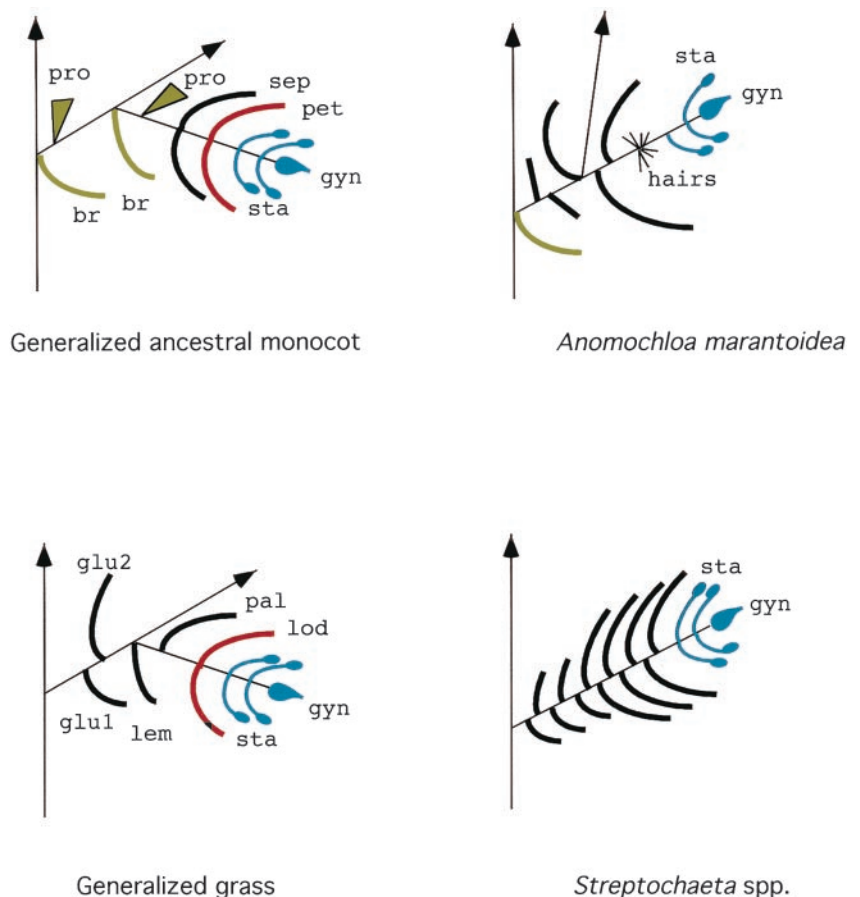 pro
pro
sep
pet
br
br
sta
gyn
Generalized ancestral monocot
sta
gyn
hairs
Anomochloa marantoidea
glu2
pal
lod
glu1
lem
sta
gyn
Generalized grass
sta
gyn
Streptochaeta spp.